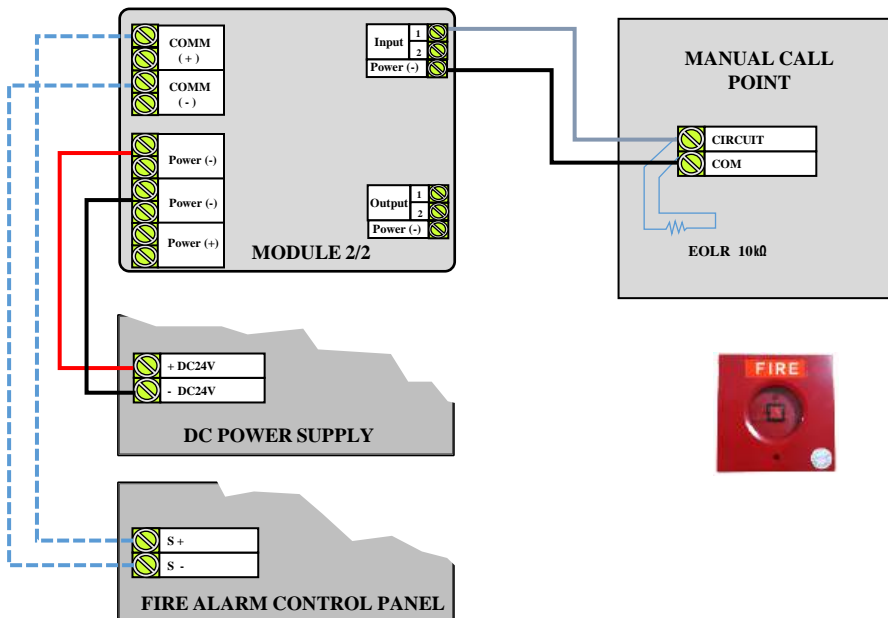 COMM
( + )
COMM
( - )
Power (-)
Power (-)
Power (+)
Input
1
2
Power (-)
Output
1
2
Power (-)
MODULE 2/2
MANUAL CALL
POINT
CIRCUIT
COM
EOLR 10kΩ
+ DC24V
- DC24V
DC POWER SUPPLY
FIRE
S +
S -
FIRE ALARM CONTROL PANEL